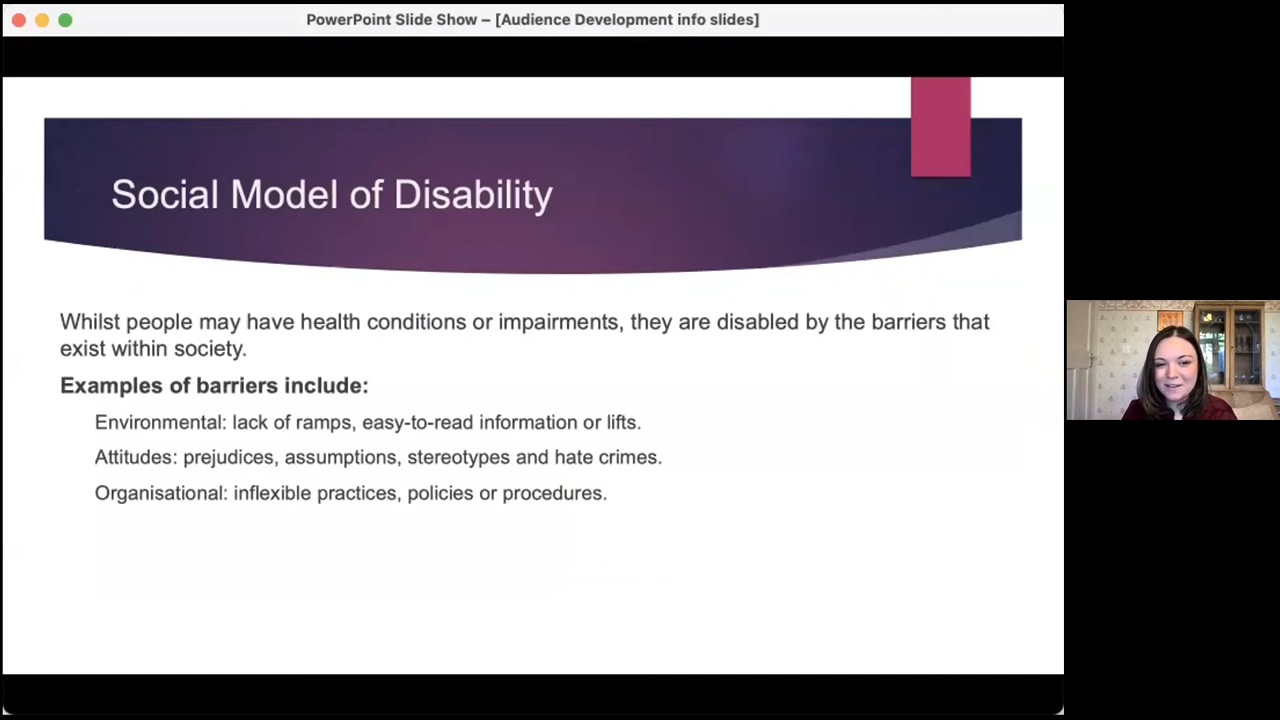 PowerPoint Slide Show – [Audience Development info slides]
Social Model of Disability
Whilst people may have health conditions or impairments, they are disabled by the barriers that
exist within society.
Examples of barriers include:
Environmental: lack of ramps, easy-to-read information or lifts.
Attitudes: prejudices, assumptions, stereotypes and hate crimes.
Organisational: inflexible practices, policies or procedures.